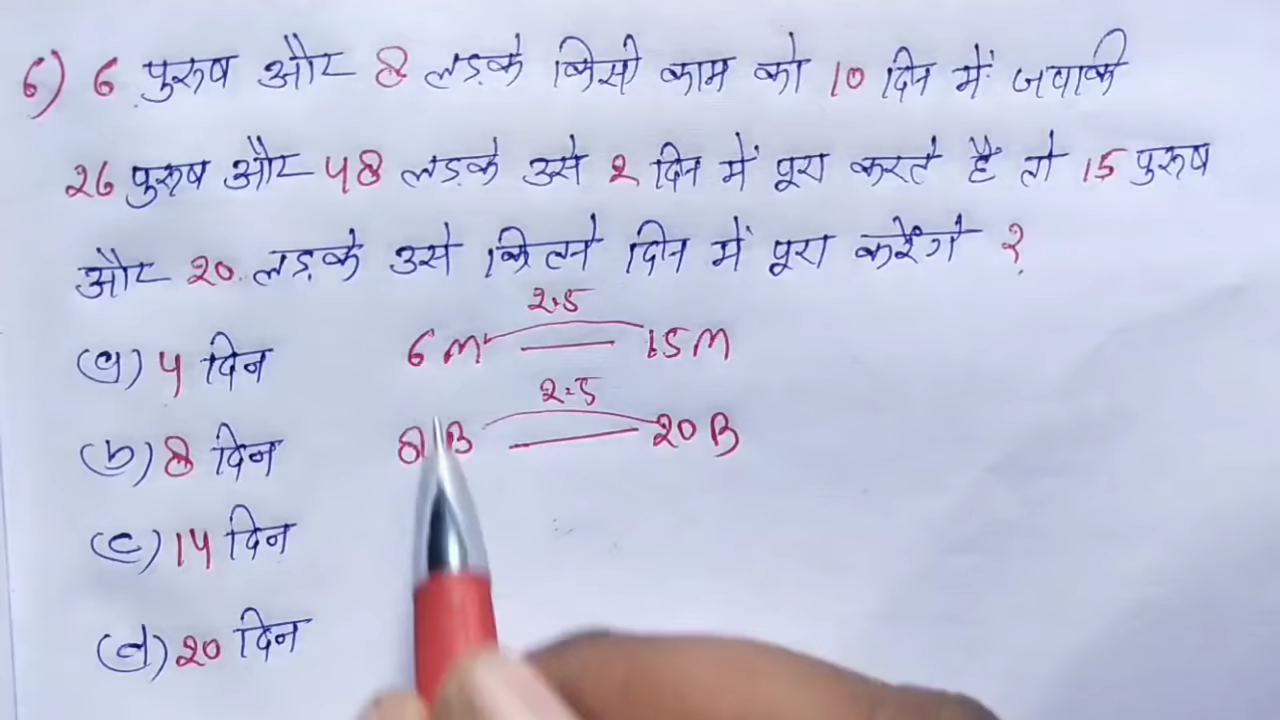 6) 6 पुरुष और 8 लड़के किसी काम को 10 दिन में जबकि
26 पुरुष और 48 लड़के उसे 2 दिन में पूरा करते है तो 15 पुरुष
और 20 लड़के उसे कितने दिन में पूरा करेंगे ?
(a) 4 दिन
2.5
6 M — 15 M
2.5
(b) 8 दिन
8 B — 20 B
(c) 14 दिन
(d) 20 दिन